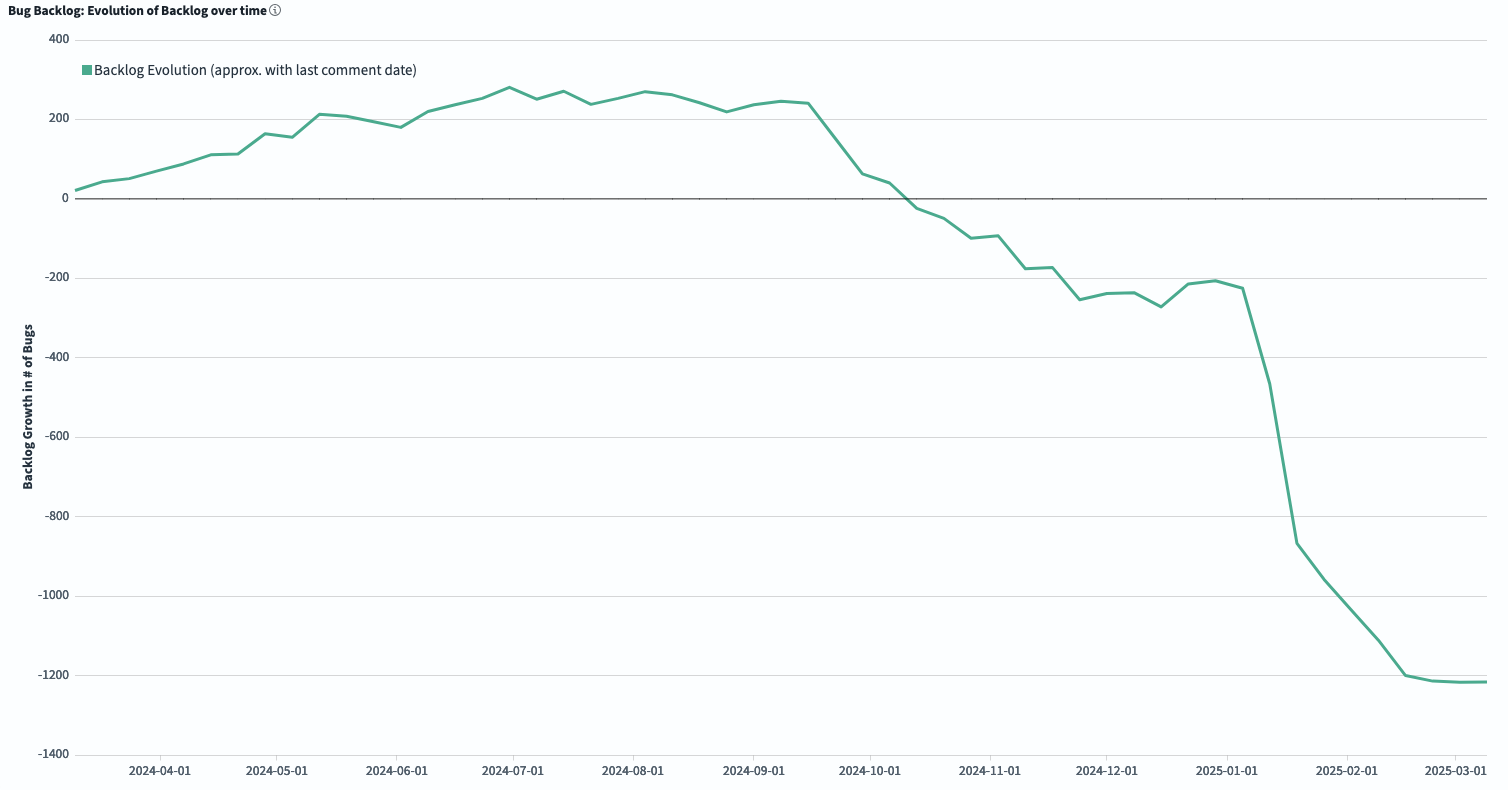 Bug Backlog: Evolution of Backlog over time
400
Backlog Evolution (approx. with last comment date)
200
0
-200
-400
-600
-800
-1000
-1200
-1400
Backlog Growth in # of Bugs
2024-04-01 2024-05-01 2024-06-01 2024-07-01 2024-08-01 2024-09-01 2024-10-01 2024-11-01 2024-12-01 2025-01-01 2025-02-01 2025-03-01